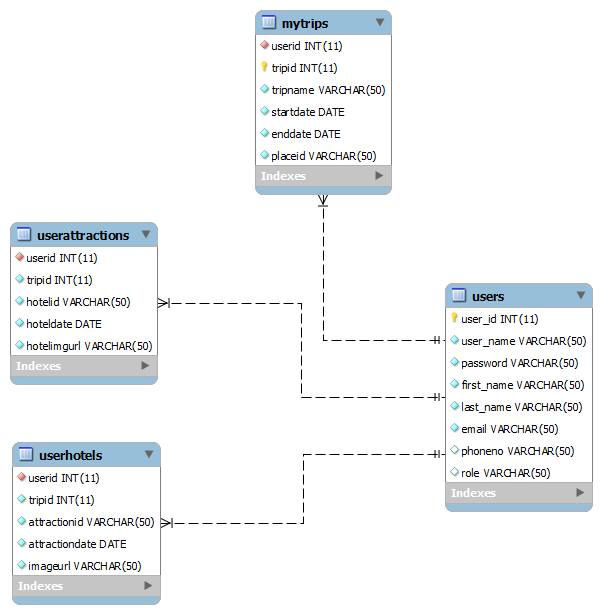 mytrips
userid INT(11)
tripid INT(11)
tripname VARCHAR(50)
startdate DATE
enddate DATE
placeid VARCHAR(50)
Indexes
userattractions
userid INT(11)
tripid INT(11)
hotelid VARCHAR(50)
hoteldate DATE
hotelimgurl VARCHAR(50)
Indexes
users
user_id INT(11)
user_name VARCHAR(50)
password VARCHAR(50)
first_name VARCHAR(50)
last_name VARCHAR(50)
email VARCHAR(50)
phoneno VARCHAR(50)
role VARCHAR(50)
Indexes
userhotels
userid INT(11)
tripid INT(11)
attractionid VARCHAR(50)
attractiondate DATE
imageurl VARCHAR(50)
Indexes